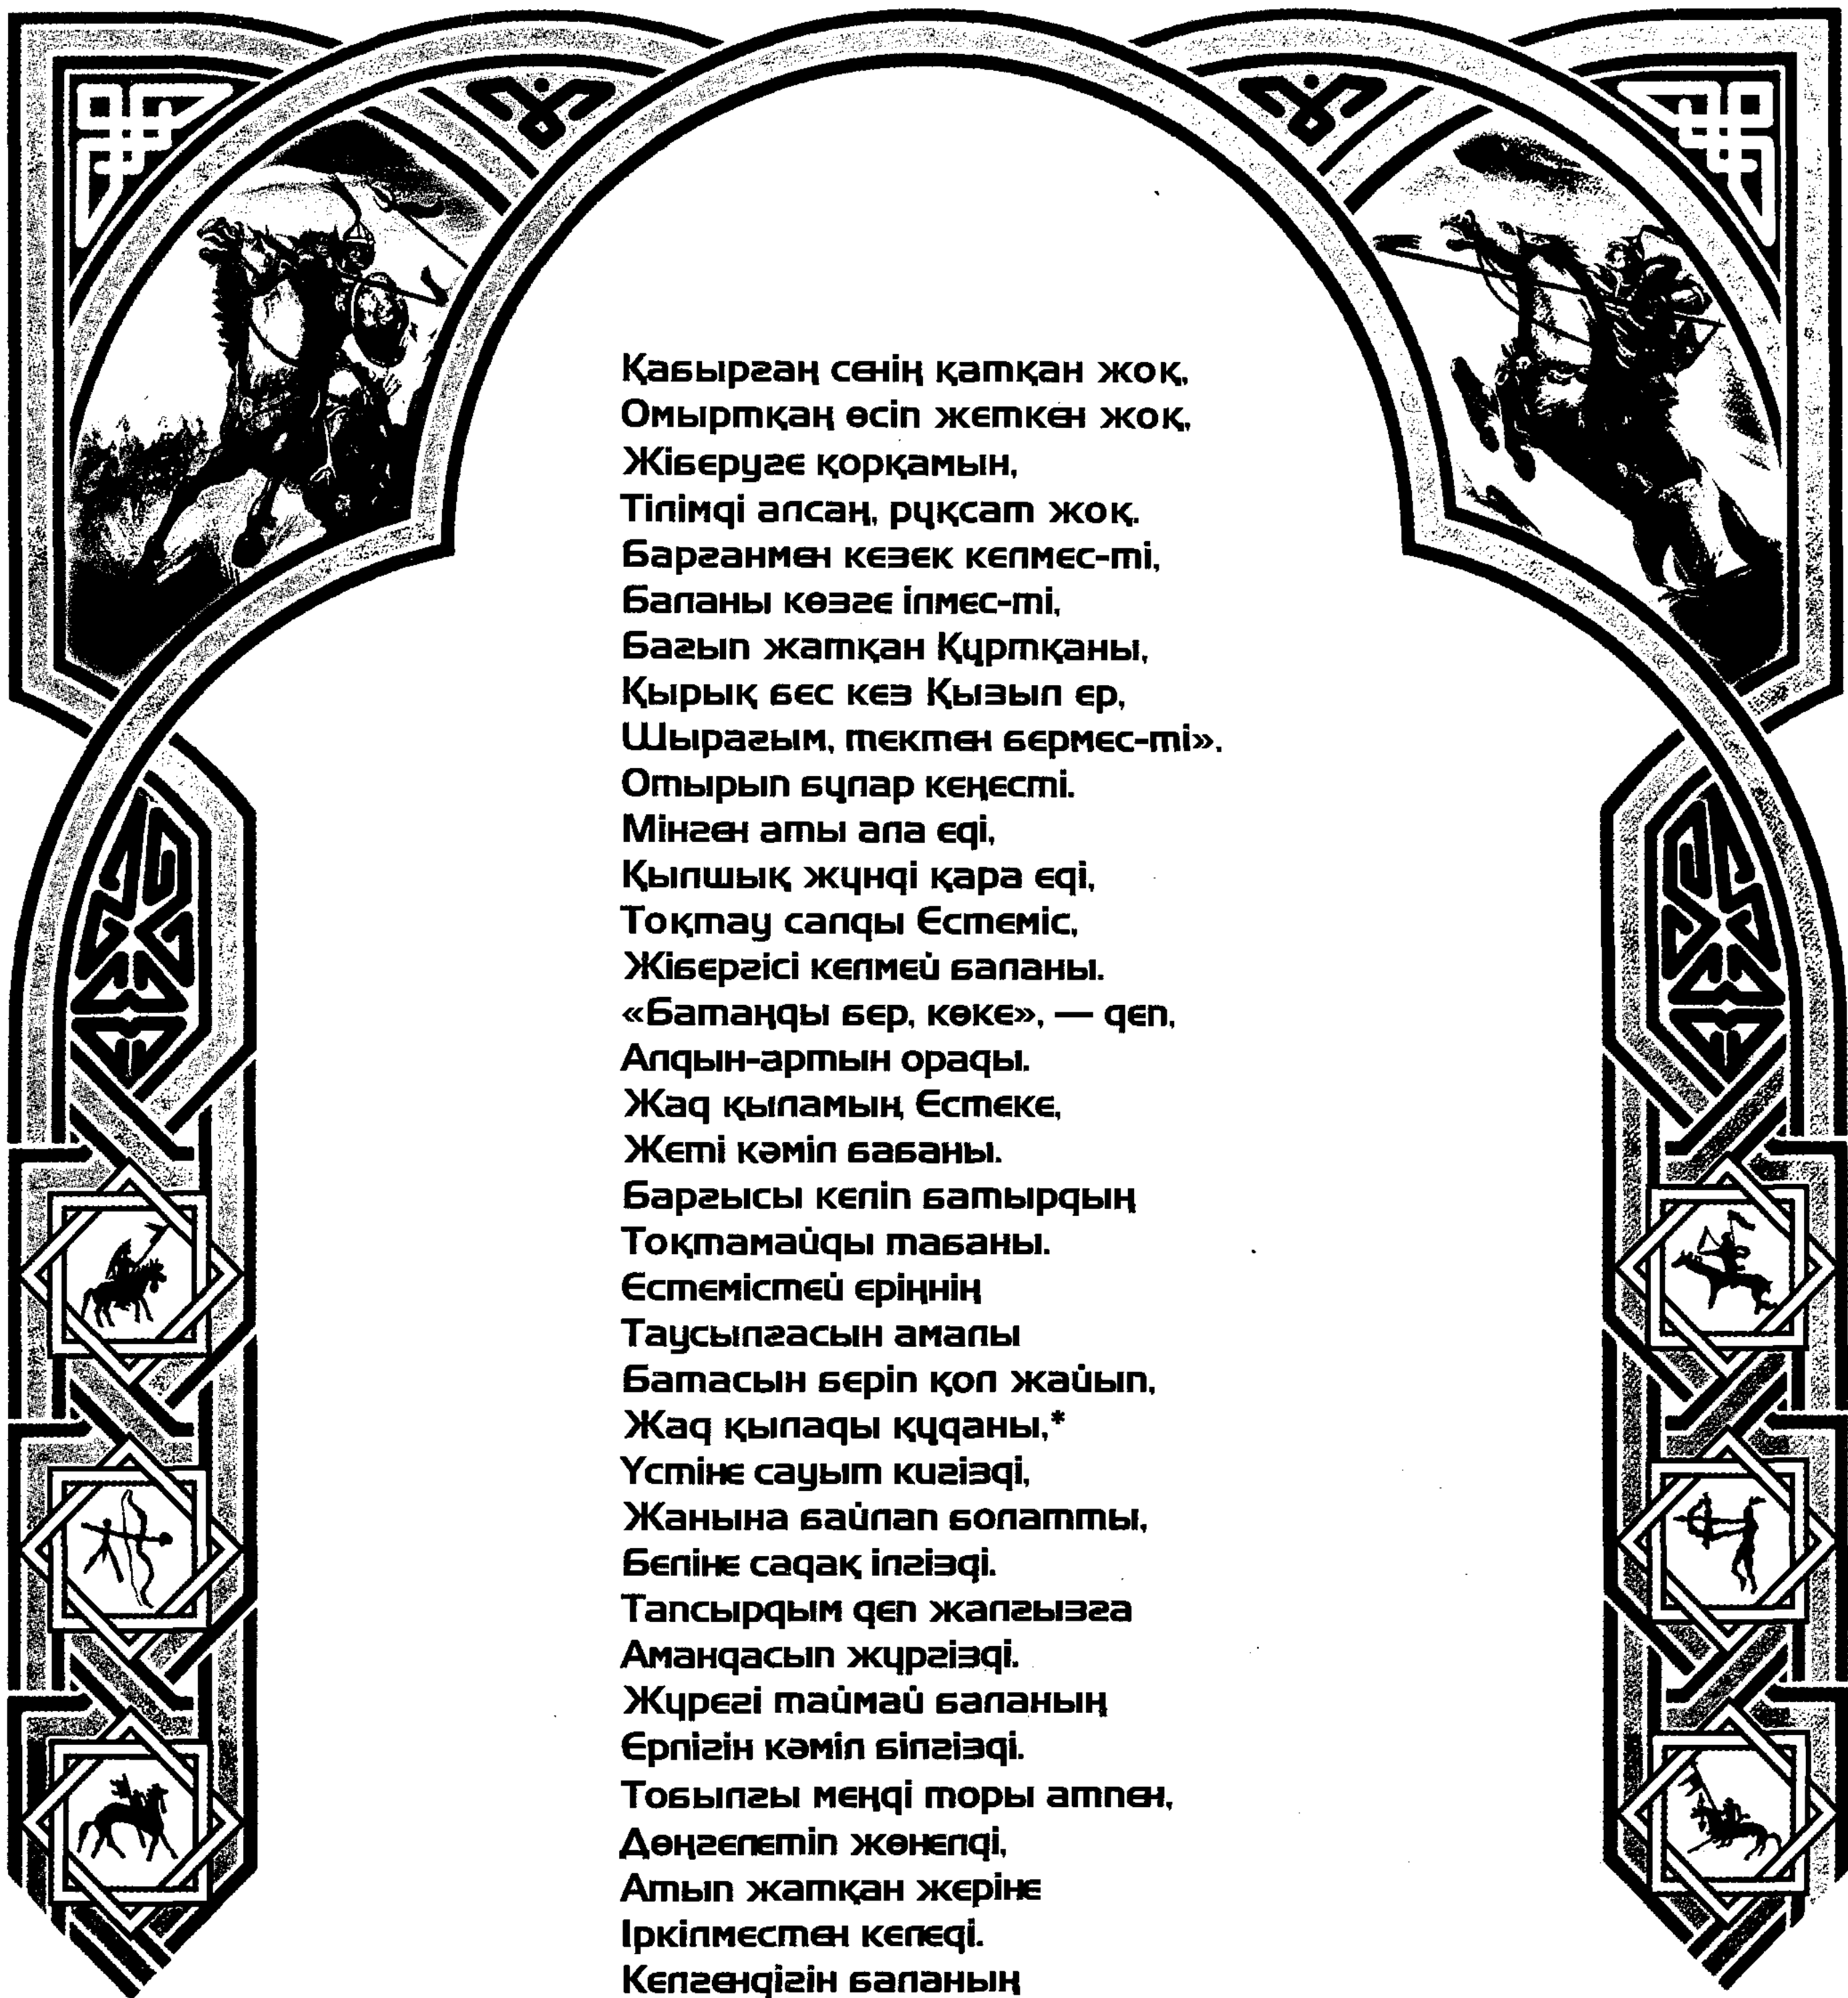 Қабырғаң сенің қатқан жоқ,
Омыртқаң өсіп жеткен жоқ,
Жіберуге қорқамын,
Тілімді алсаң, рұқсат жоқ.
Барғанмен кезек келмес-ті,
Баланы көзге ілмес-ті,
Бағып жатқан Құртқаны,
Қырық бес кез Қызыл ер,
Шырағым, тектен бермес-ті».
Отырып бұлар кеңесті.
Мінген аты ала еді,
Қылшық жүнді қара еді,
Тоқтау салды Естеміс,
Жібергісі келмей баланы.
«Батаңды бер, көке», — деп,
Алдын-артын орады.
Жад қыламын, Естеке,
Жеті кәміл бабаны.
Барғысы келіп батырдың
Тоқтамайды табаны.
Естемістей еріңнің
Таусылғасын амалы
Батасын беріп қол жайып,
Жад қылады құданы,*
Үстіне сауыт кигізді,
Жанына байлап болатты,
Беліне садақ ілгізді.
Тапсырдым деп жалғызға
Амандасып жүргізді.
Жүрегі таймай баланың
Ерлігін кәміл білгізді.
Тобылғы меңді торы атпен,
Дөңгелетіп жөнелді,
Атып жатқан жеріне
Іркілместен келеді.
Келгендігін баланың